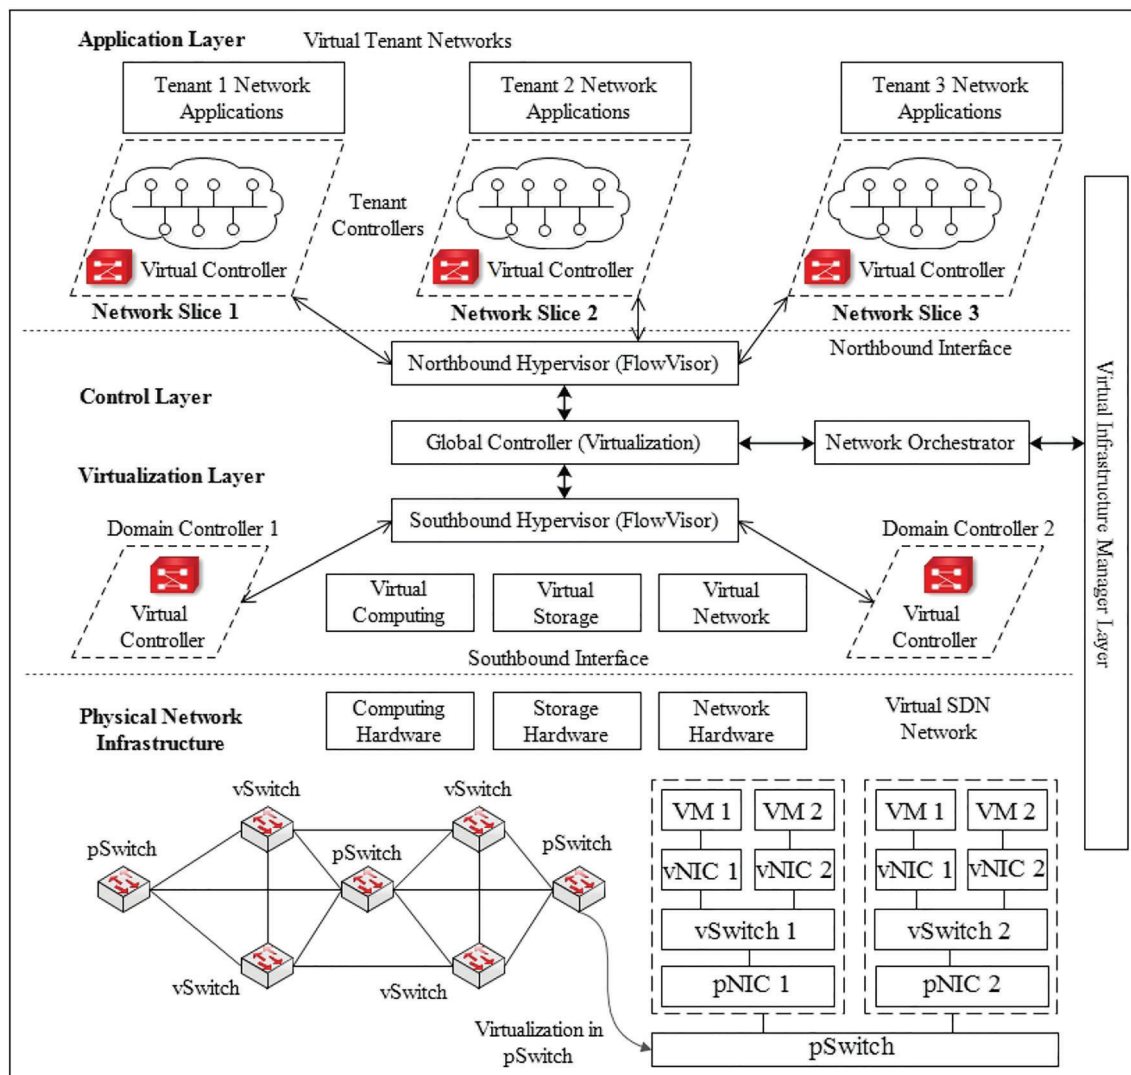 Application Layer
Virtual Tenant Networks
Tenant 1 Network
Applications
Tenant 2 Network
Applications
Tenant 3 Network
Applications
Tenant
Controllers
Virtual Controller
Virtual Controller
Virtual Controller
Network Slice 1
Network Slice 2
Network Slice 3
Northbound Interface
Northbound Hypervisor (FlowVisor)
Control Layer
Global Controller (Virtualization)
Network Orchestrator
Virtual Infrastructure Manager Layer
Virtualization Layer
Southbound Hypervisor (FlowVisor)
Domain Controller 1
Virtual
Controller
Domain Controller 2
Virtual
Controller
Virtual
Computing
Virtual
Storage
Virtual
Network
Southbound Interface
Physical Network
Infrastructure
Computing
Hardware
Storage
Hardware
Network
Hardware
Virtual SDN
Network
vSwitch
vSwitch
pSwitch
pSwitch
pSwitch
vSwitch
vSwitch
VM 1
VM 2
vNIC 1
vNIC 2
vSwitch 1
pNIC 1
VM 1
VM 2
vNIC 1
vNIC 2
vSwitch 2
pNIC 2
Virtualization in
pSwitch
pSwitch